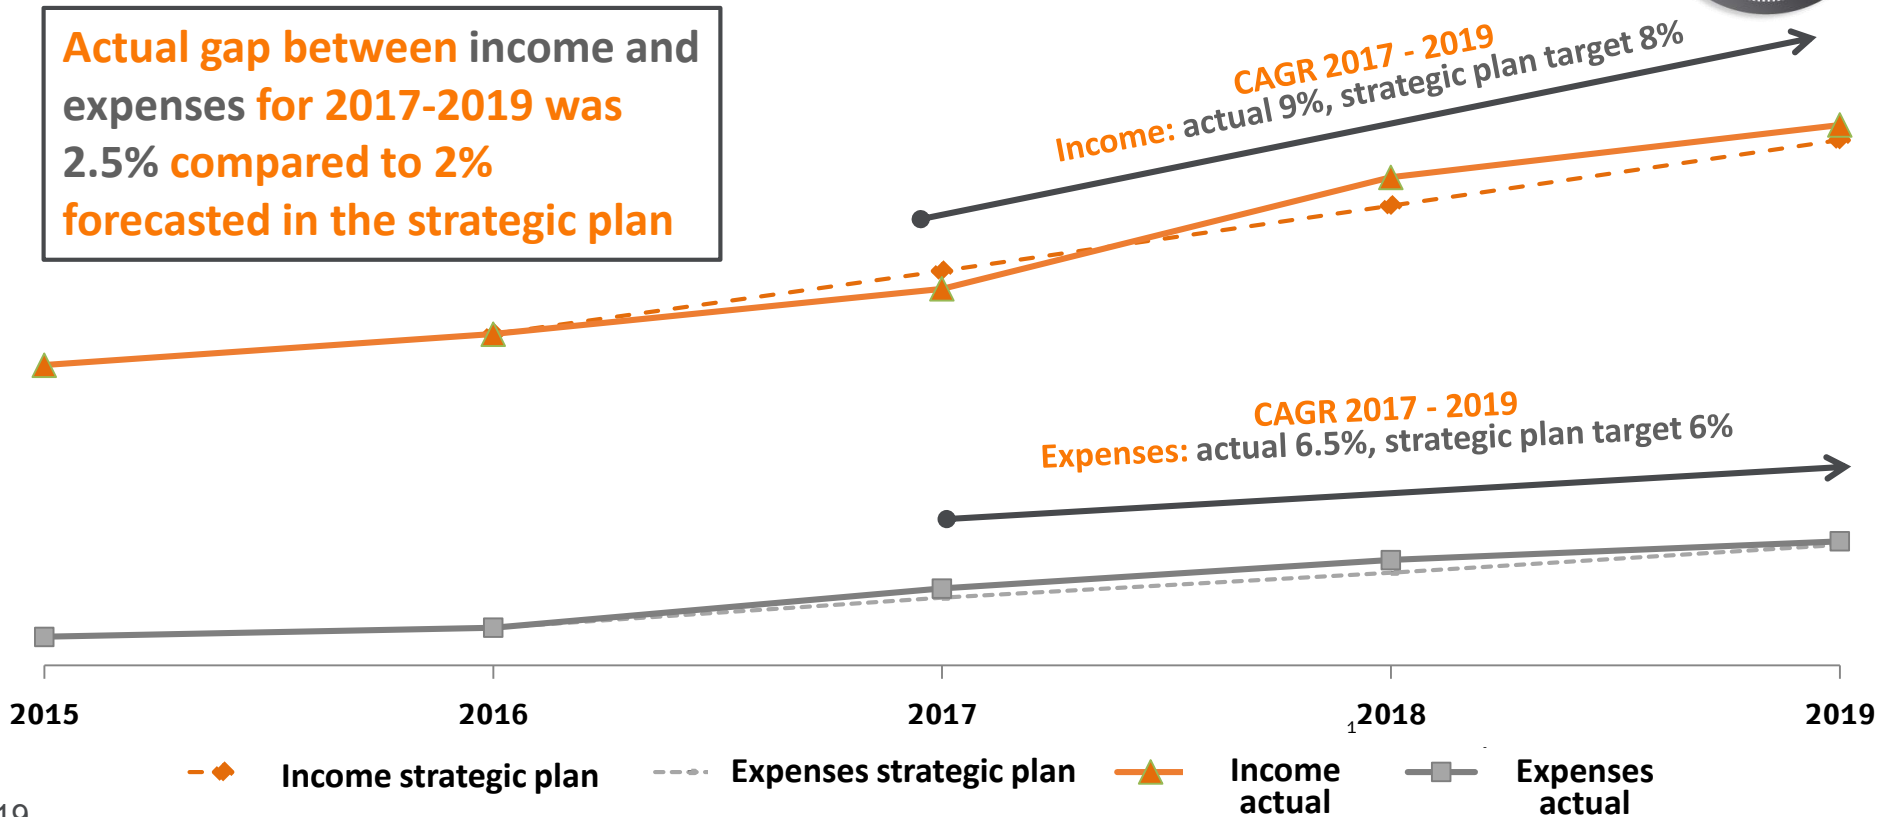 Actual gap between income and
expenses for 2017-2019 was
2.5% compared to 2%
forecasted in the strategic plan
CAGR 2017 - 2019
Income: actual 9%, strategic plan target 8%
CAGR 2017 - 2019
Expenses: actual 6.5%, strategic plan target 6%
2015
2016
2017
1
2018
2019
Income strategic plan
Expenses strategic plan
Income
actual
Expenses
actual
19